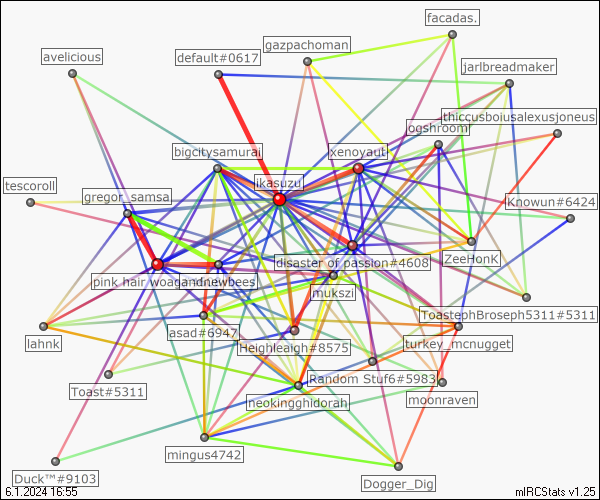 facadas.
gazpachoman
avelicious
default#0617
jarlbreadmaker
thiccusboiusalexusjoneus
ogshroom
bigcitysamurai
xenoyaut
ikasuzu
tescoroll
gregor_samsa
Knowun#6424
ZeeHonK
disaster of passion#4608
pink hair woman
mukszi
ToastephBroseph5311#5311
asad#6947
lahnk
turkey_mcnugget
Heighleaigh#8575
Random Stuf6#5983
Toast#5311
moonraven
neokingghidorah
mingus4742
Duck™#9103
Dogger_Dig
6.1.2024 16:55
mIRCStats v1.25